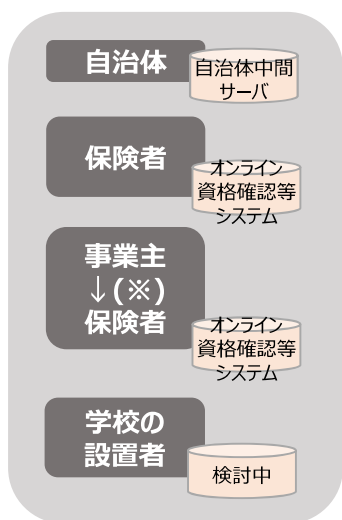 自治体
自治体中間
サーバ
保険者
オンライン
資格確認等
システム
事業主
↓(※)
保険者
オンライン
資格確認等
システム
学校の
設置者
検討中